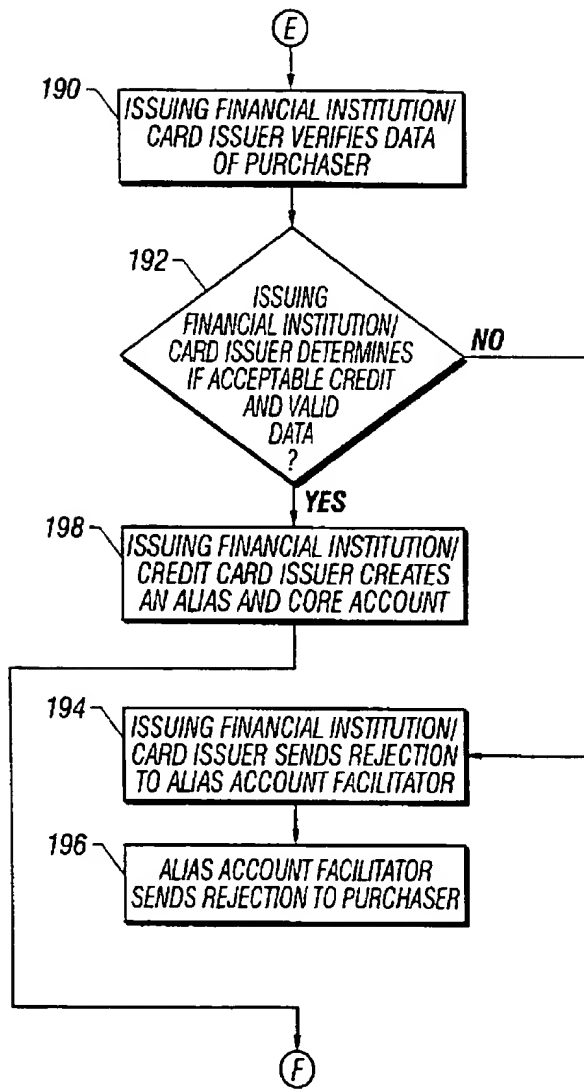 E
190
ISSUING FINANCIAL INSTITUTION/
CARD ISSUER VERIFIES DATA
OF PURCHASER
192
ISSUING
FINANCIAL INSTITUTION/
CARD ISSUER DETERMINES
IF ACCEPTABLE CREDIT
AND VALID
DATA
?
NO
YES
198
ISSUING FINANCIAL INSTITUTION/
CREDIT CARD ISSUER CREATES
AN ALIAS AND CORE ACCOUNT
194
ISSUING FINANCIAL INSTITUTION/
CARD ISSUER SENDS REJECTION
TO ALIAS ACCOUNT FACILITATOR
196
ALIAS ACCOUNT FACILITATOR
SENDS REJECTION TO PURCHASER
F